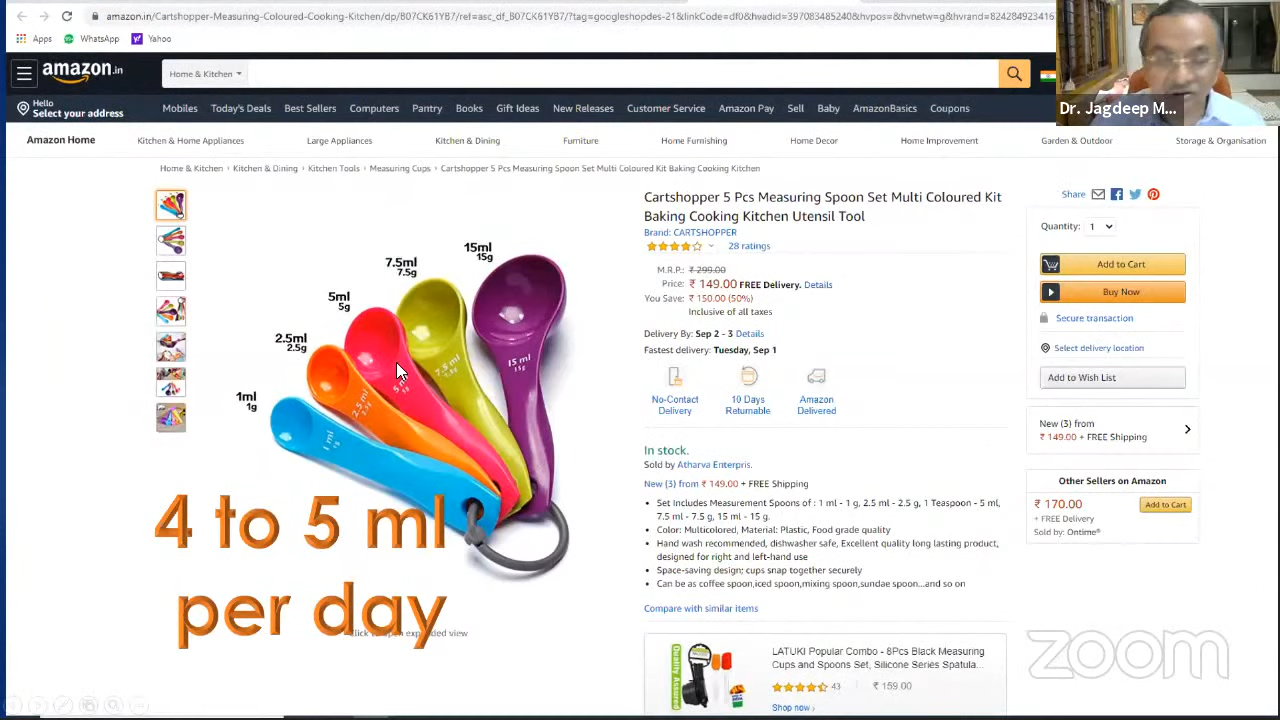 amazon.in/Cartshopper-Measuring-Coloured-Cooking-Kitchen/dp/B07CK61YB7/ref=asc_df_B07CK61YB7/?tag=googleshopdes-21&linkCode=df0&hvadid=397083485240&hvpos=&hvnetw=g&hvrand=824284923416
Apps WhatsApp Yahoo
amazon.in
Home & Kitchen
Hello
Select your address
Mobiles Today's Deals Best Sellers Computers Pantry Books Gift Ideas New Releases Customer Service Amazon Pay Sell Baby AmazonBasics Coupons
Dr. Jagdeep M...
Amazon Home Kitchen & Home Appliances Large Appliances Kitchen & Dining Furniture Home Furnishing Home Decor Home Improvement Garden & Outdoor Storage & Organisation
Home & Kitchen › Kitchen & Dining › Kitchen Tools › Measuring Cups › Cartshopper 5 Pcs Measuring Spoon Set Multi Coloured Kit Baking Cooking Kitchen
15ml
15g
7.5ml
7.5g
5ml
5g
2.5ml
2.5g
1ml
1g
15 ml
15g
7.5 ml
2.5 ml
1 ml
4 to 5 ml
per day
Cartshopper 5 Pcs Measuring Spoon Set Multi Coloured Kit
Baking Cooking Kitchen Utensil Tool
Brand: CARTSHOPPER
28 ratings
M.R.P.: ₹ 299.00
Price: ₹ 149.00 FREE Delivery. Details
You Save: ₹ 150.00 (50%)
Inclusive of all taxes
Delivery By: Sep 2 - 3 Details
Fastest delivery: Tuesday, Sep 1
No-Contact
Delivery
10 Days
Returnable
Amazon
Delivered
In stock.
Sold by Atharva Enterpris.
New (3) from ₹ 149.00 + FREE Shipping
• Set Includes Measurement Spoons of : 1 ml - 1 g, 2.5 ml - 2.5 g, 1 Teaspoon - 5 ml,
7.5 ml - 7.5 g, 15 ml - 15 g.
• Color: Multicolored, Material: Plastic, Food grade quality
• Hand wash recommended, dishwasher safe, Excellent quality long lasting product,
designed for right and left-hand use
• Space-saving design; cups snap together securely
• Can be as coffee spoon,iced spoon,mixing spoon,sundae spoon...and so on
Compare with similar items
Quality Assured
LATUKI Popular Combo - 8Pcs Black Measuring
Cups and Spoons Set, Silicone Series Spatula...
43 ₹ 159.00
Shop now ›
Share
Quantity: 1
Add to Cart
Buy Now
Secure transaction
Select delivery location
Add to Wish List
New (3) from
₹ 149.00 + FREE Shipping
Other Sellers on Amazon
₹ 170.00 Add to Cart
+ FREE Delivery
Sold by: Ontime®
zoom